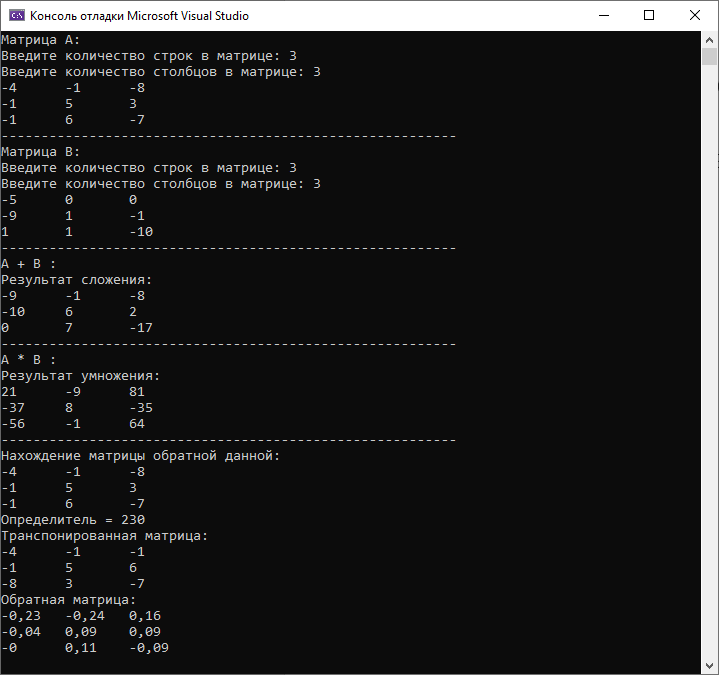 Консоль отладки Microsoft Visual Studio
Матрица A:
Введите количество строк в матрице: 3
Введите количество столбцов в матрице: 3
-4 -1 -8
-1 5 3
-1 6 -7
---------------------------------------------------------
Матрица B:
Введите количество строк в матрице: 3
Введите количество столбцов в матрице: 3
-5 0 0
-9 1 -1
1 1 -10
---------------------------------------------------------
A + B :
Результат сложения:
-9 -1 -8
-10 6 2
0 7 -17
---------------------------------------------------------
A * B :
Результат умножения:
21 -9 81
-37 8 -35
-56 -1 64
---------------------------------------------------------
Нахождение матрицы обратной данной:
-4 -1 -8
-1 5 3
-1 6 -7
Определитель = 230
Транспонированная матрица:
-4 -1 -1
-1 5 6
-8 3 -7
Обратная матрица:
-0,23 -0,24 0,16
-0,04 0,09 0,09
-0 0,11 -0,09